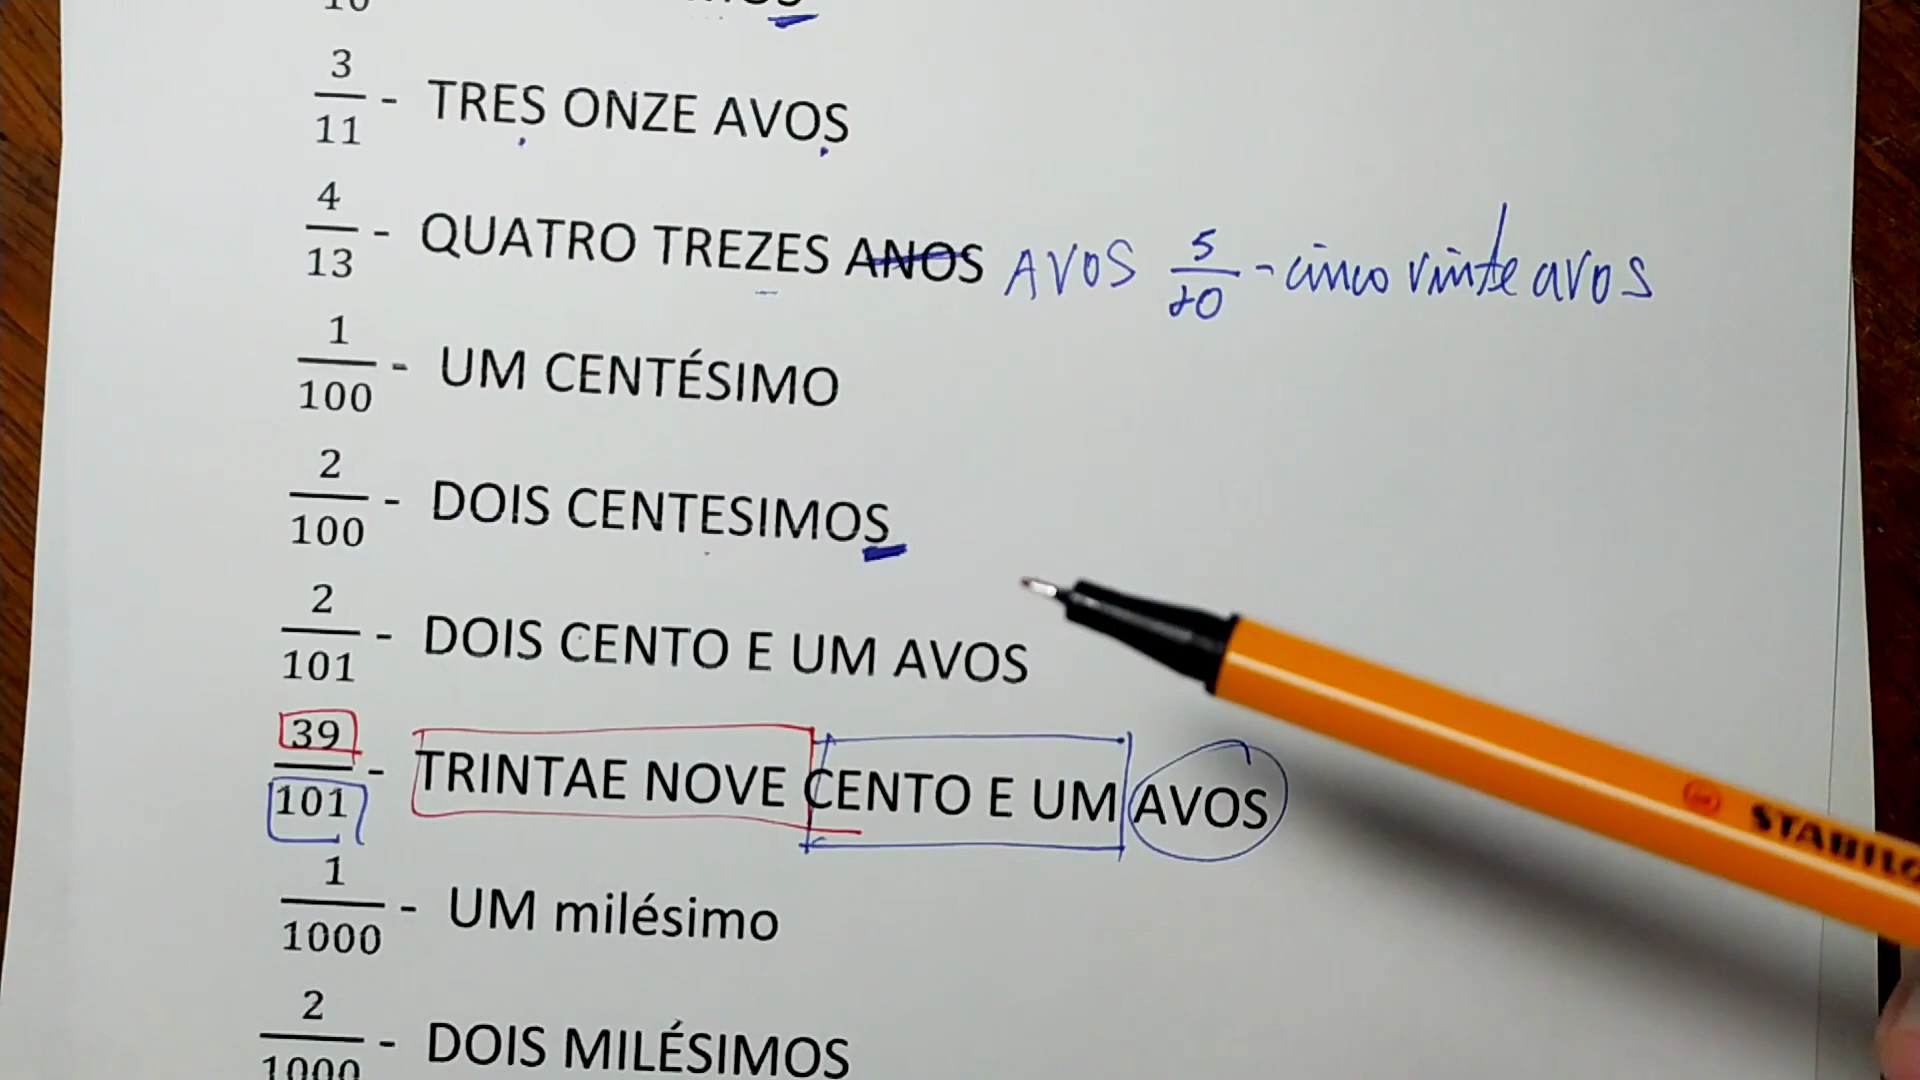 10
3/11 - TRES ONZE AVOS
4/13 - QUATRO TREZES ANOS AVOS 5/20 - cinco vinte avos
1/100 - UM CENTÉSIMO
2/100 - DOIS CENTESIMOS
2/101 - DOIS CENTO E UM AVOS
39/101 - TRINTAE NOVE CENTO E UM AVOS
1/1000 - UM milésimo
2/1000 - DOIS MILÉSIMOS
STABILO